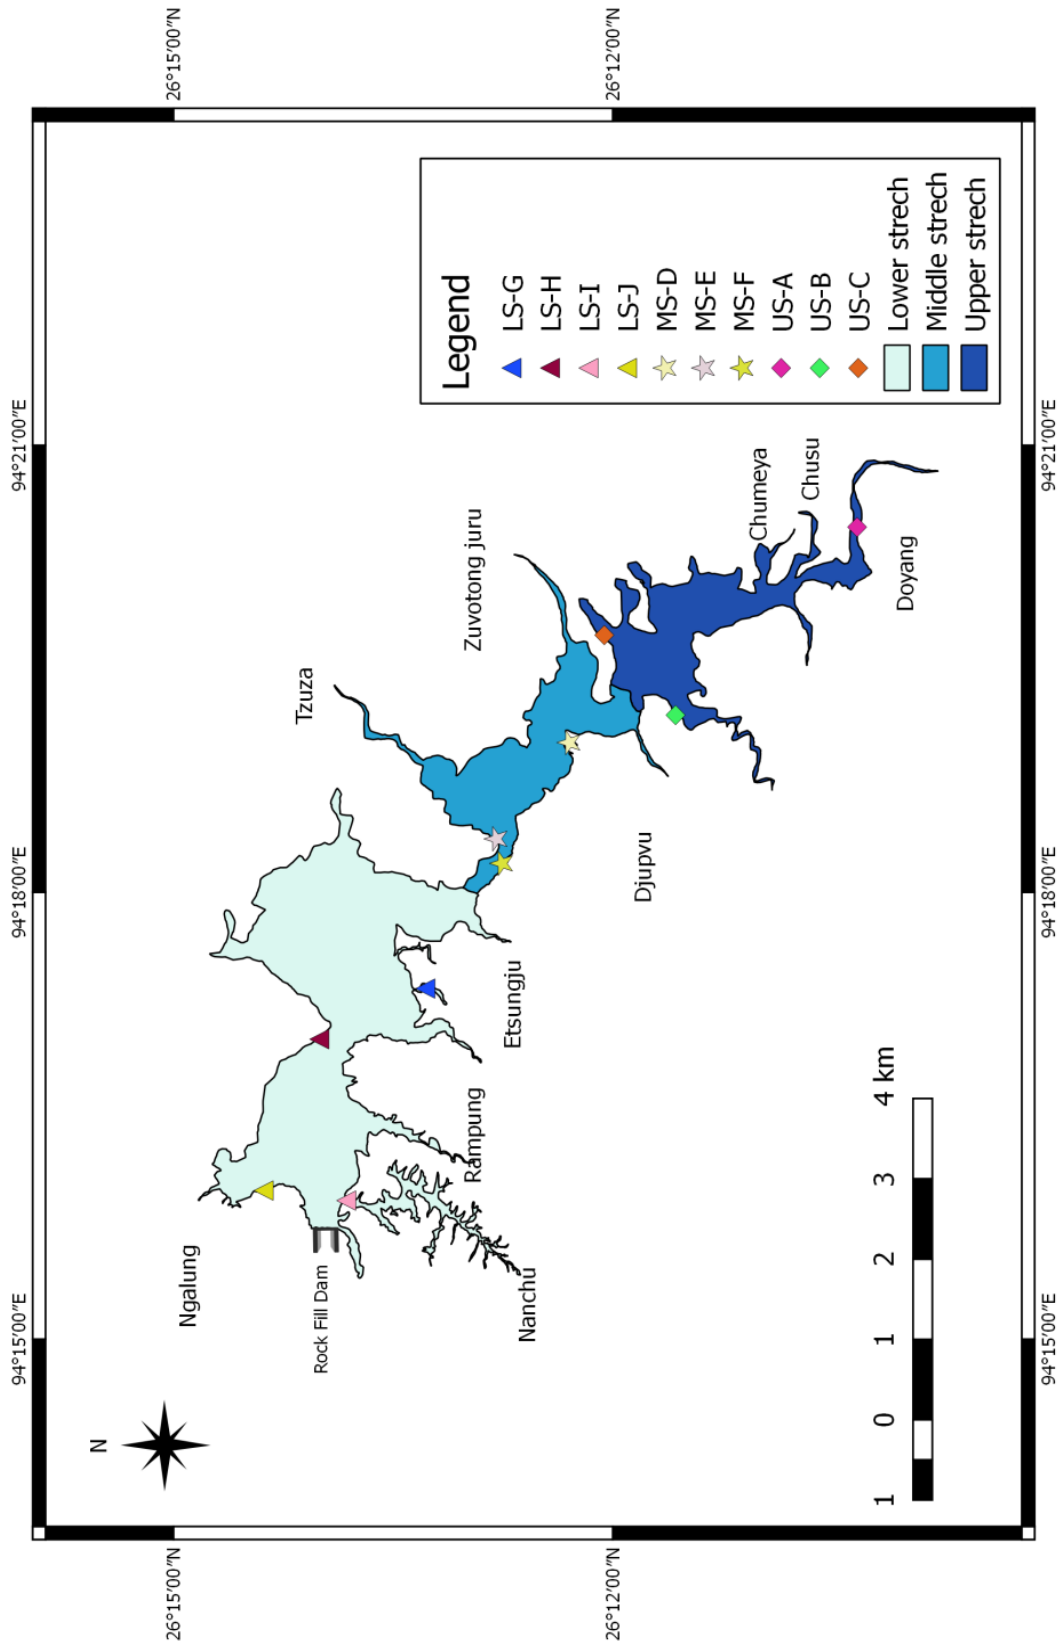 26°15′00″N
26°12′00″N
94°15′00″E
94°18′00″E
94°21′00″E
N
Ngalung
Rock Fill Dam
Nanchu
Rampung
Etsungju
Tzuza
Zuvotong juru
Djupvu
Chumeya
Chusu
Doyang
Legend
LS-G
LS-H
LS-I
LS-J
MS-D
MS-E
MS-F
US-A
US-B
US-C
Lower strech
Middle strech
Upper strech
1 0 1 2 3 4 km
94°15′00″E
94°18′00″E
94°21′00″E
26°15′00″N
26°12′00″N